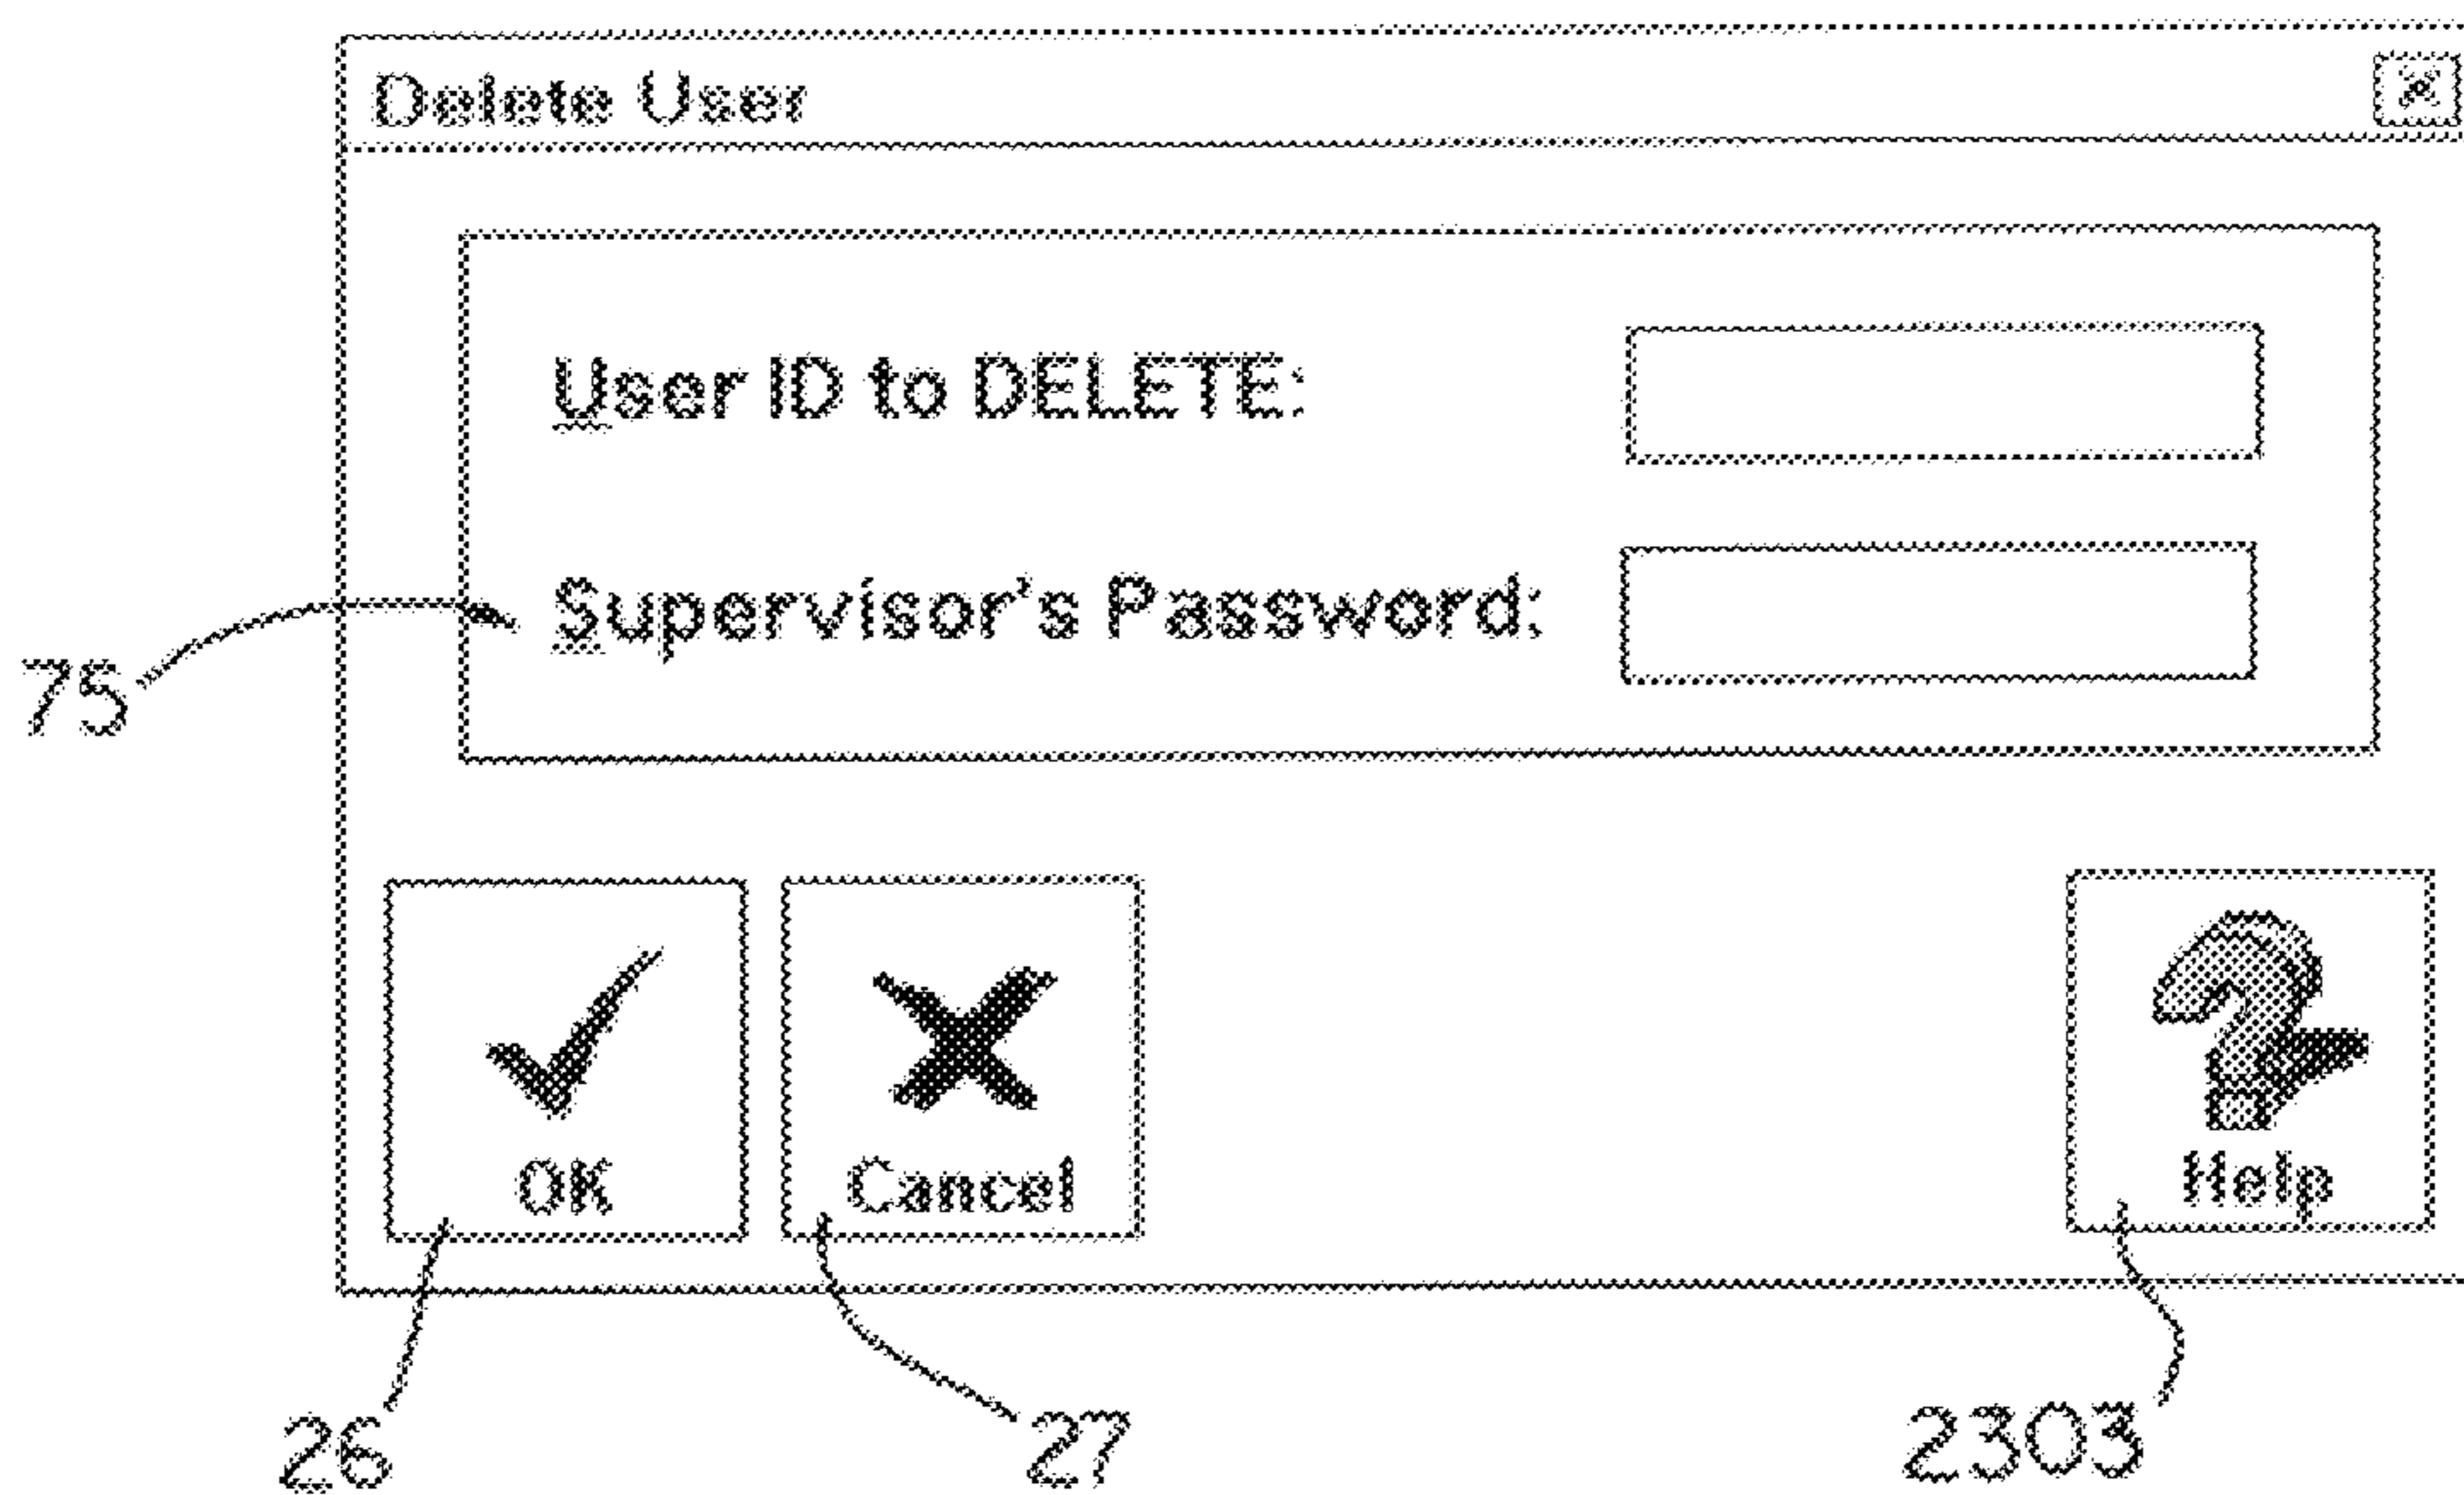 Delete User
User ID to DELETE:
Supervisor's Password:
75
OK Cancel Help
26 27 2303